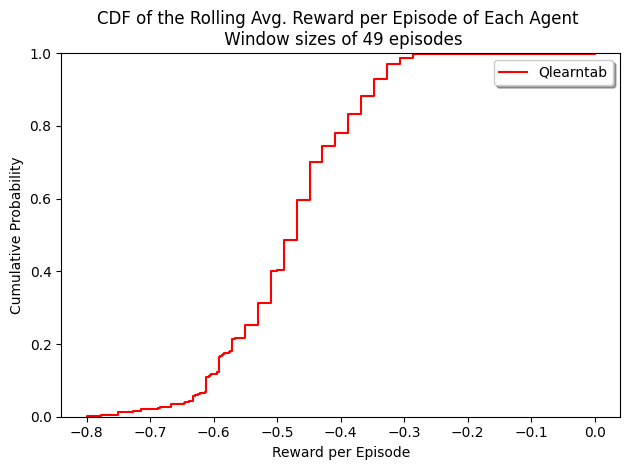 CDF of the Rolling Avg. Reward per Episode of Each Agent
Window sizes of 49 episodes
Qlearntab
1.0
0.8
0.6
0.4
0.2
0.0
Cumulative Probability
−0.8 −0.7 −0.6 −0.5 −0.4 −0.3 −0.2 −0.1 0.0
Reward per Episode